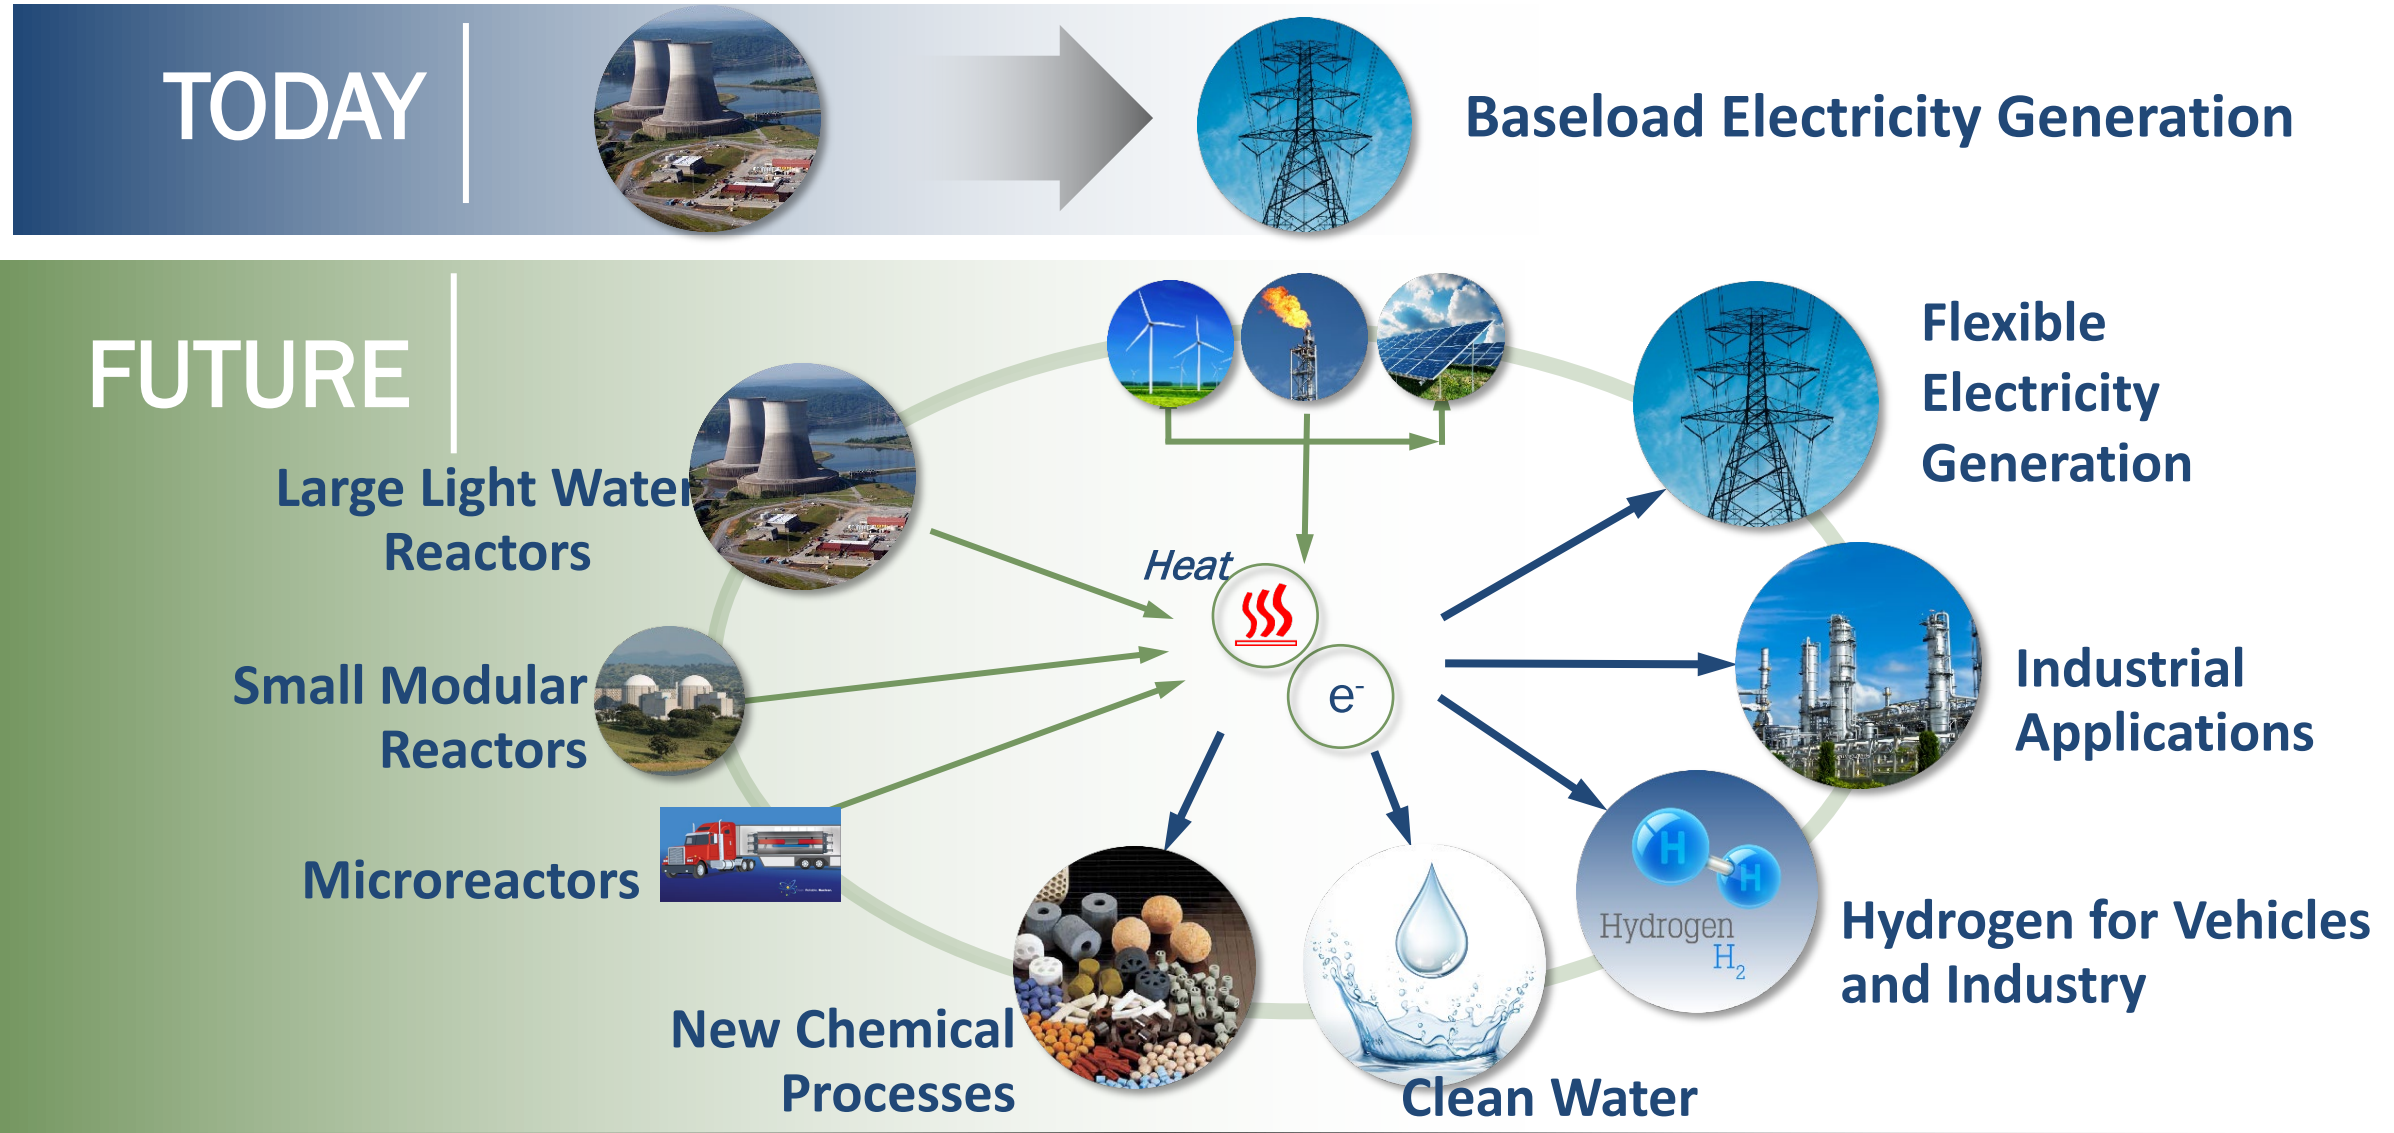 TODAY
Baseload Electricity Generation
FUTURE
Flexible
Electricity
Generation
Large Light Water
Reactors
Heat
e-
Small Modular
Reactors
Industrial
Applications
Microreactors
H
H
Hydrogen
H2
Hydrogen for Vehicles
and Industry
New Chemical
Processes
Clean Water